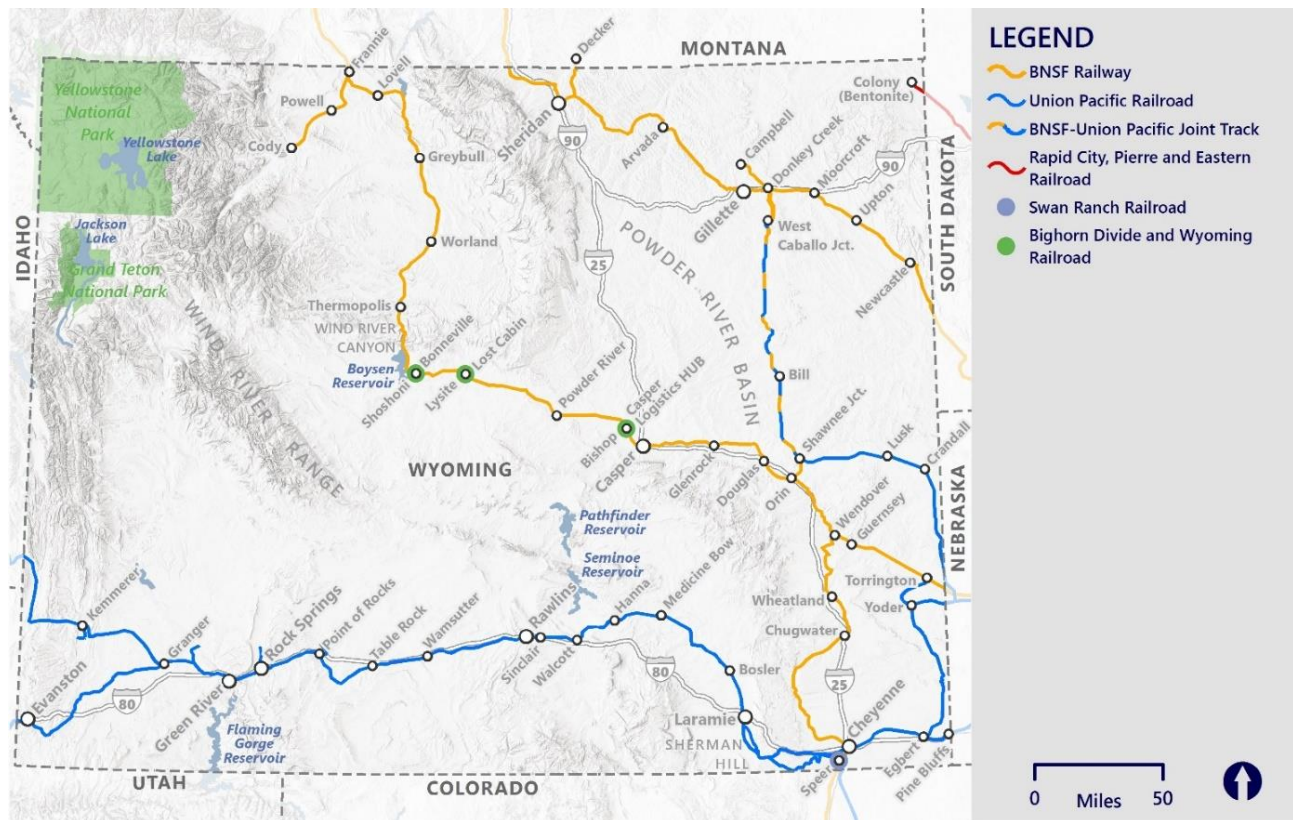 MONTANA
Decker
Frannie
Lovell
Powell
Cody
Greybull
Worland
Thermopolis
WIND RIVER
CANYON
Boysen
Reservoir
Shoshoni
Bonneville
Lysite
Lost Cabin
Powder River
Bishop
Casper
Logistics HUB
Casper
Glenrock
Douglas
Orin
Shawnee Jct.
Lusk
Crandall
Bill
Sheridan
90
Arvada
Campbell
Donkey Creek
Moorcroft
90
Gillette
West
Caballo Jct.
Upton
Newcastle
Colony
(Bentonite)
SOUTH DAKOTA
POWDER RIVER BASIN
25
Yellowstone
National
Park
Yellowstone
Lake
IDAHO
Jackson
Lake
Grand Teton
National Park
WIND RIVER RANGE
WYOMING
Pathfinder
Reservoir
Seminoe
Reservoir
Wendover
Guernsey
NEBRASKA
Torrington
Yoder
Wheatland
Chugwater
25
Kemmerer
Granger
Evanston
80
Green River
Rock Springs
Point of Rocks
Table Rock
Wamsutter
Rawlins
Sinclair
Walcott
Hanna
Medicine Bow
80
Bosler
Laramie
SHERMAN
HILL
Cheyenne
Speer
Egbert
Pine Bluffs
Flaming
Gorge
Reservoir
UTAH
COLORADO
LEGEND
BNSF Railway
Union Pacific Railroad
BNSF-Union Pacific Joint Track
Rapid City, Pierre and Eastern
Railroad
Swan Ranch Railroad
Bighorn Divide and Wyoming
Railroad
0 Miles 50